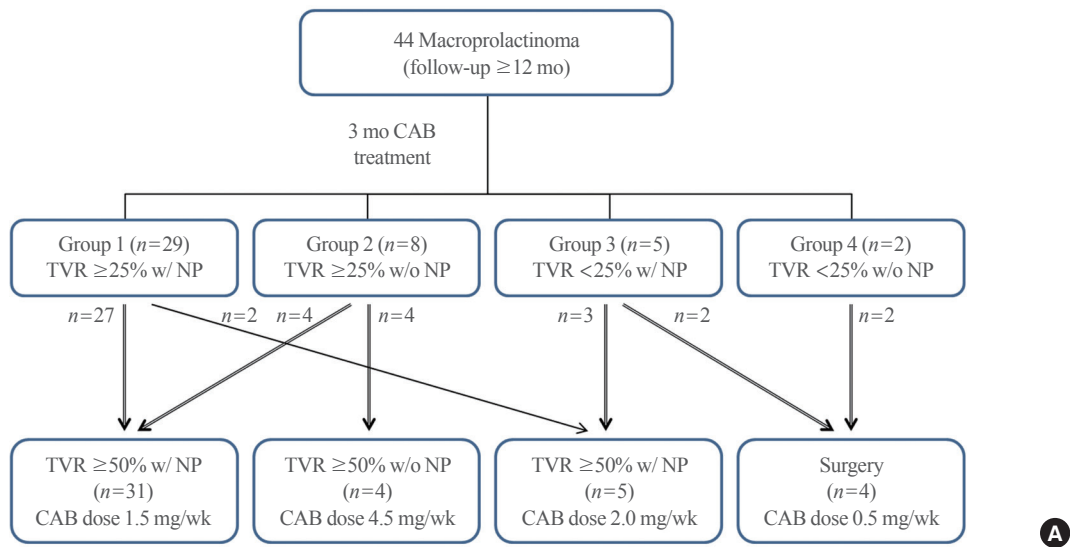 44 Macroprolactinoma
(follow-up ≥12 mo)
3 mo CAB
treatment
Group 1 (n=29)
TVR ≥25% w/ NP
Group 2 (n=8)
TVR ≥25% w/o NP
Group 3 (n=5)
TVR <25% w/ NP
Group 4 (n=2)
TVR <25% w/o NP
n=27
n=2
n=4
n=4
n=3
n=2
n=2
TVR ≥50% w/ NP
(n=31)
CAB dose 1.5 mg/wk
TVR ≥50% w/o NP
(n=4)
CAB dose 4.5 mg/wk
TVR ≥50% w/ NP
(n=5)
CAB dose 2.0 mg/wk
Surgery
(n=4)
CAB dose 0.5 mg/wk
A